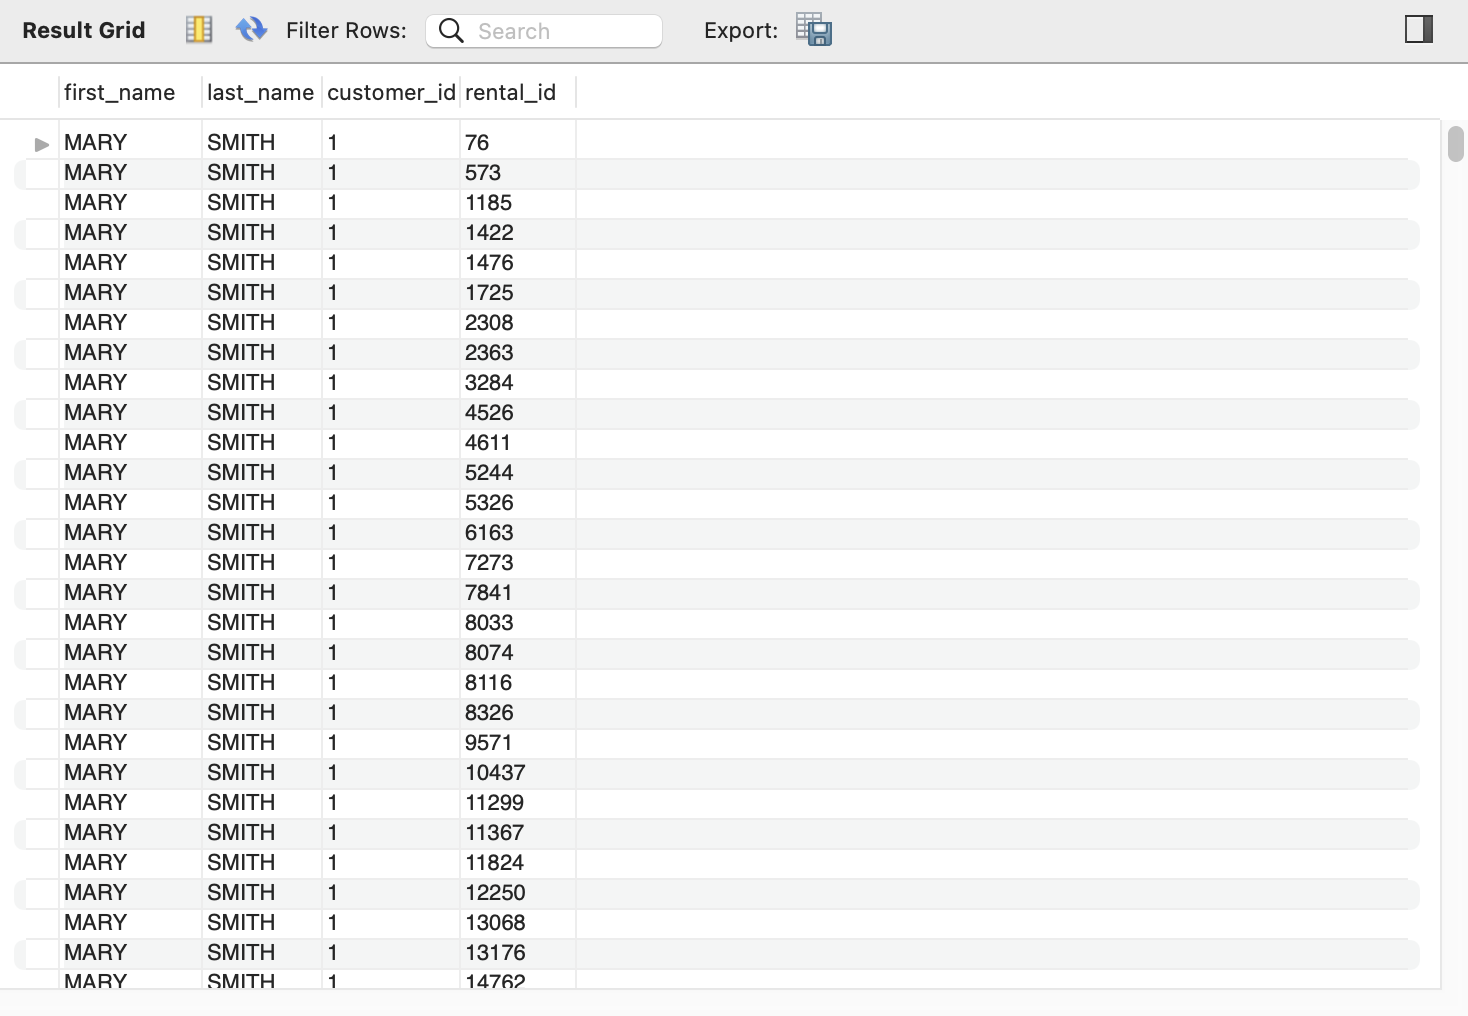 Result Grid Filter Rows: Search Export:
first_name last_name customer_id rental_id
MARY SMITH 1 76
MARY SMITH 1 573
MARY SMITH 1 1185
MARY SMITH 1 1422
MARY SMITH 1 1476
MARY SMITH 1 1725
MARY SMITH 1 2308
MARY SMITH 1 2363
MARY SMITH 1 3284
MARY SMITH 1 4526
MARY SMITH 1 4611
MARY SMITH 1 5244
MARY SMITH 1 5326
MARY SMITH 1 6163
MARY SMITH 1 7273
MARY SMITH 1 7841
MARY SMITH 1 8033
MARY SMITH 1 8074
MARY SMITH 1 8116
MARY SMITH 1 8326
MARY SMITH 1 9571
MARY SMITH 1 10437
MARY SMITH 1 11299
MARY SMITH 1 11367
MARY SMITH 1 11824
MARY SMITH 1 12250
MARY SMITH 1 13068
MARY SMITH 1 13176
MARY SMITH 1 14762